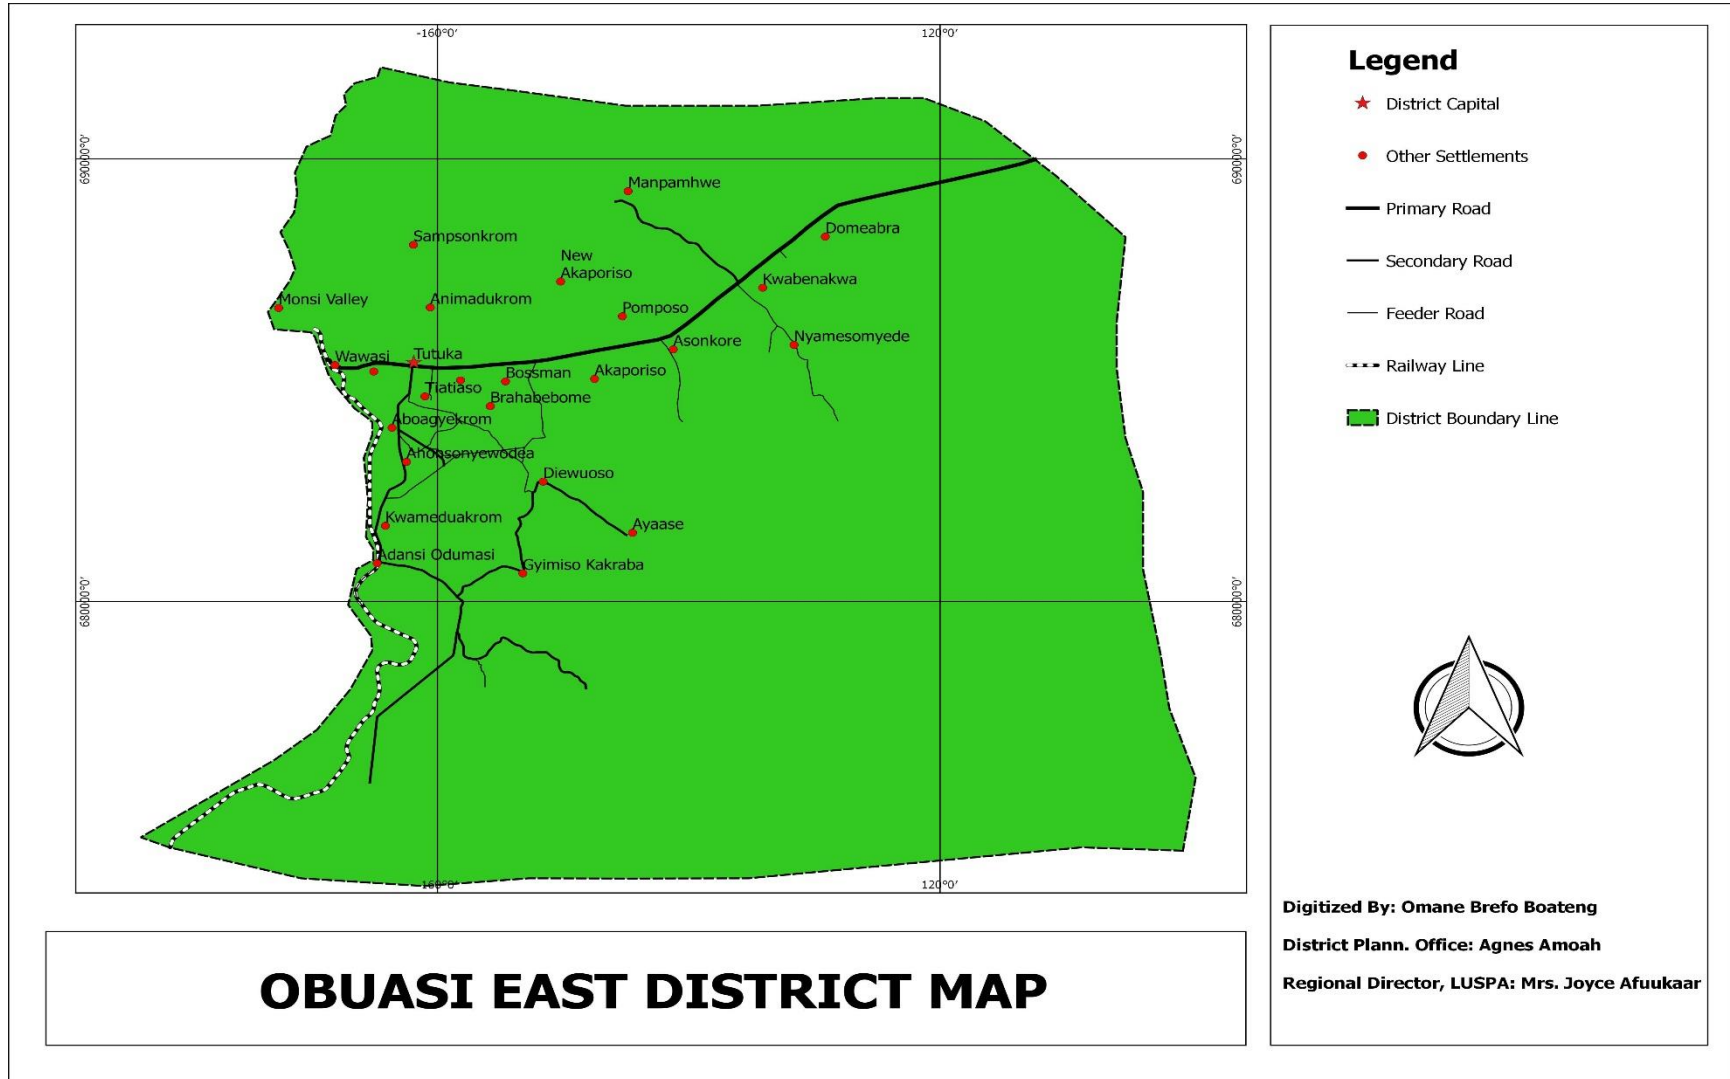 -160°0'
120°0'
690000°0'
690000°0'
Manpamhwe
Domeabra
Sampsonkrom
New
Akaporiso
Kwabenakwa
Monsi Valley
Animadukrom
Pomposo
Nyamesomyede
Asonkore
Wawasi
Tutuka
Bossman
Akaporiso
Tiatiaso
Brahabebome
Aboagyekrom
Ahonsonyewodea
Diewuoso
Kwameduakrom
Ayaase
Adansi Odumasi
Gyimiso Kakraba
680000°0'
680000°0'
-160°0'
120°0'
OBUASI EAST DISTRICT MAP
Legend
District Capital
Other Settlements
Primary Road
Secondary Road
Feeder Road
Railway Line
District Boundary Line
Digitized By: Omane Brefo Boateng
District Plann. Office: Agnes Amoah
Regional Director, LUSPA: Mrs. Joyce Afuukaar